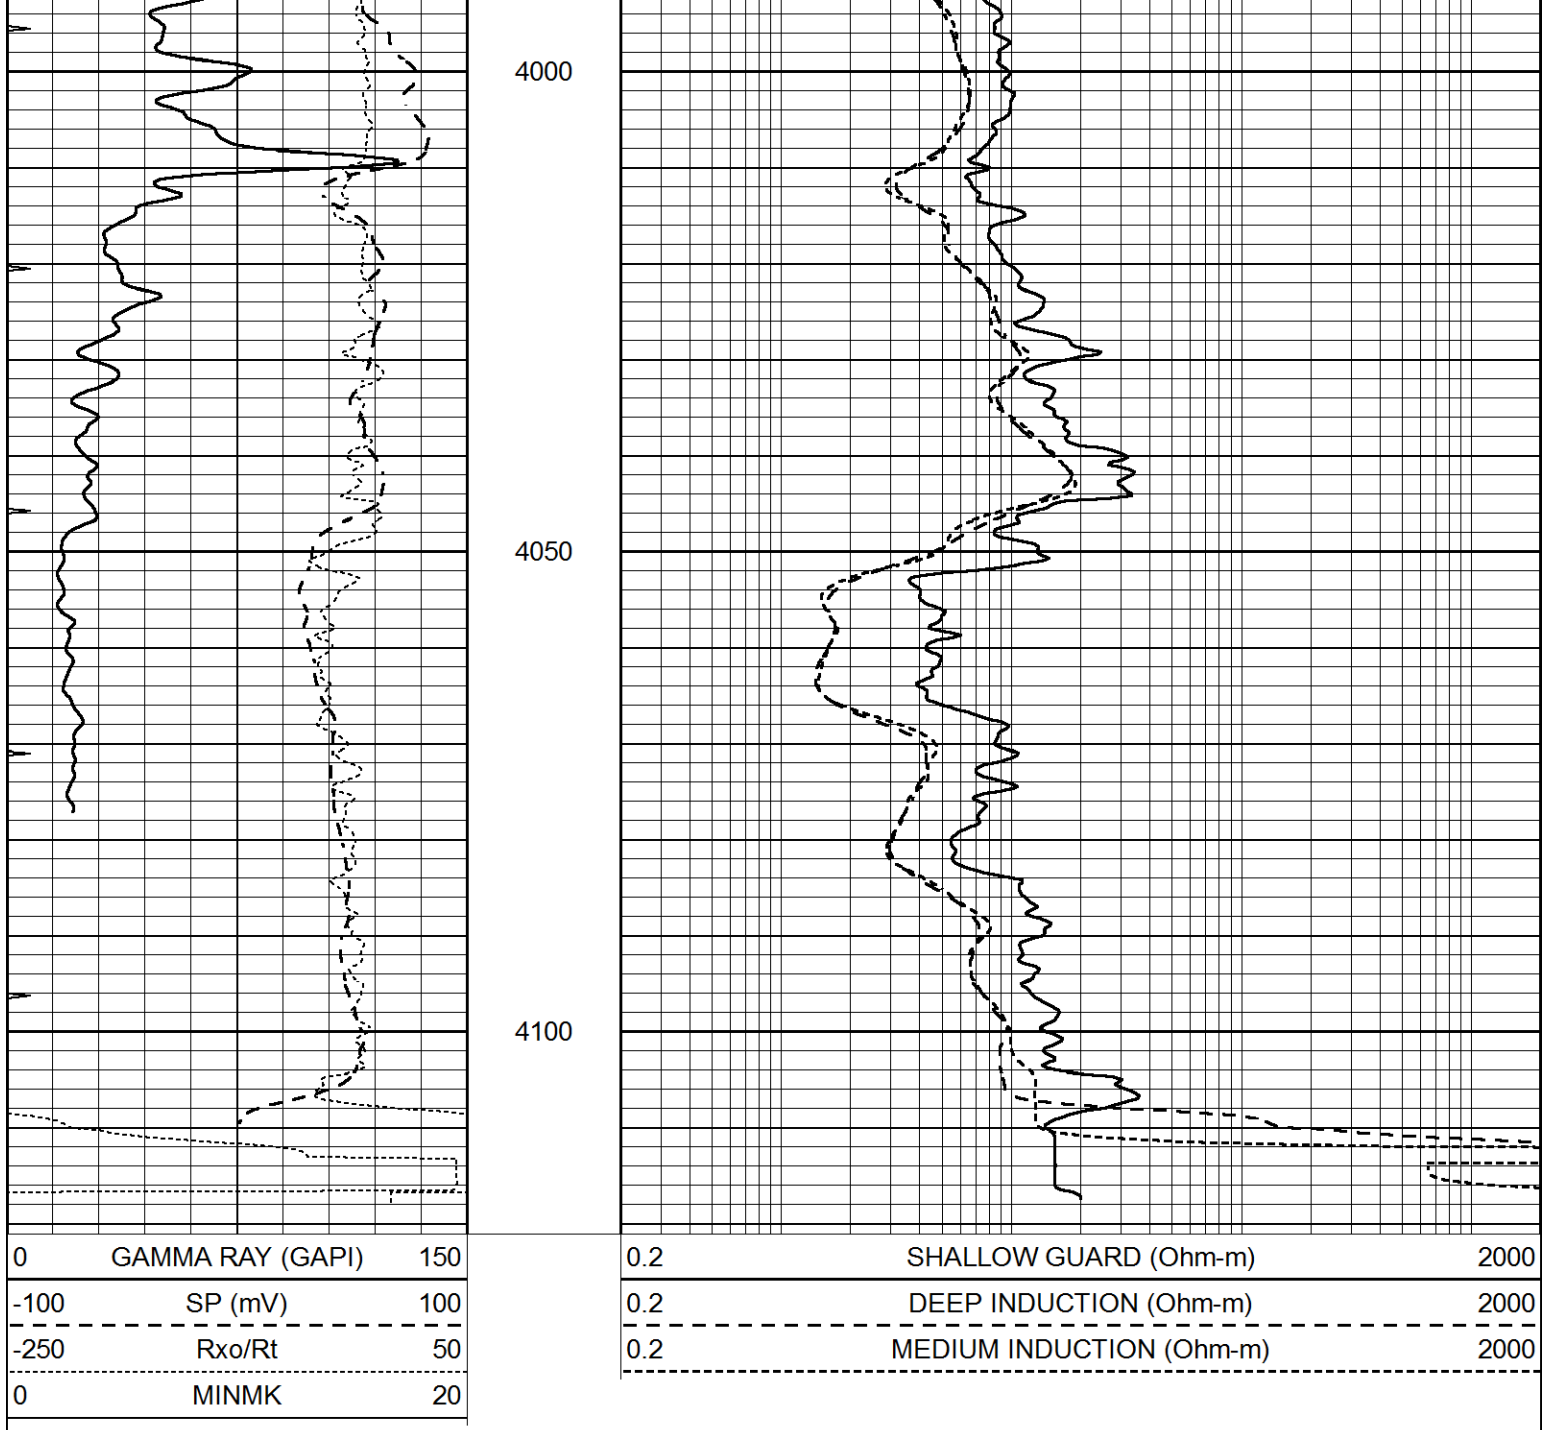 4000
4050
4100
0 GAMMA RAY (GAPI) 150
-100 SP (mV) 100
-250 Rxo/Rt 50
0 MINMK 20
0.2 SHALLOW GUARD (Ohm-m) 2000
0.2 DEEP INDUCTION (Ohm-m) 2000
0.2 MEDIUM INDUCTION (Ohm-m) 2000